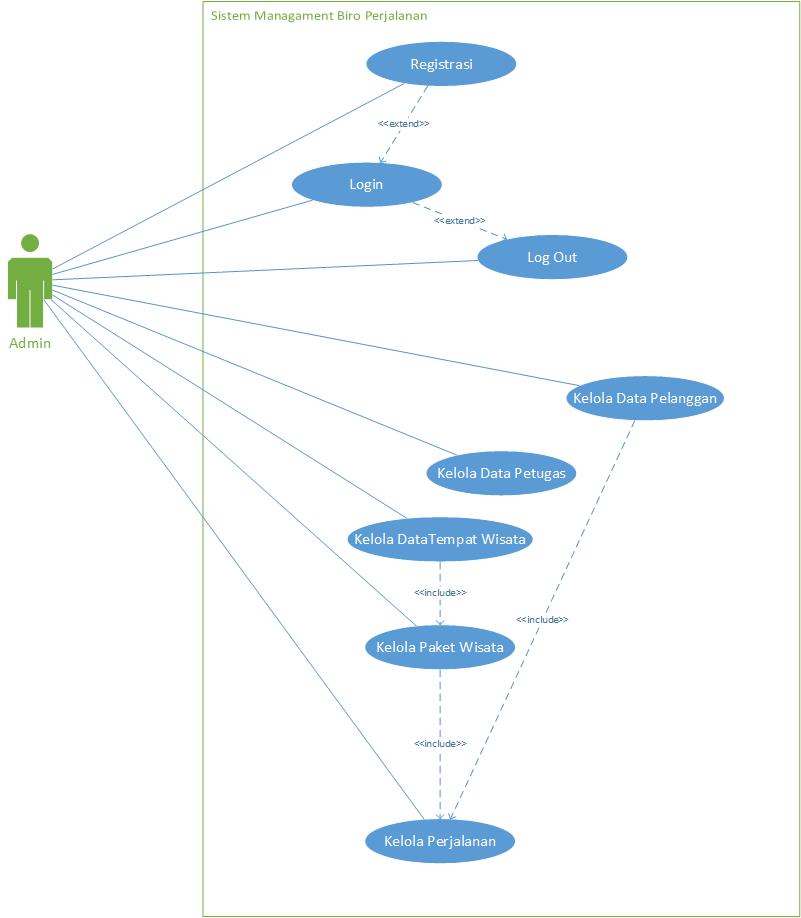 Sistem Managament Biro Perjalanan
Registrasi
<<extend>>
Login
<<extend>>
Log Out
Admin
Kelola Data Pelanggan
Kelola Data Petugas
Kelola DataTempat Wisata
<<include>>
<<include>>
Kelola Paket Wisata
<<include>>
Kelola Perjalanan